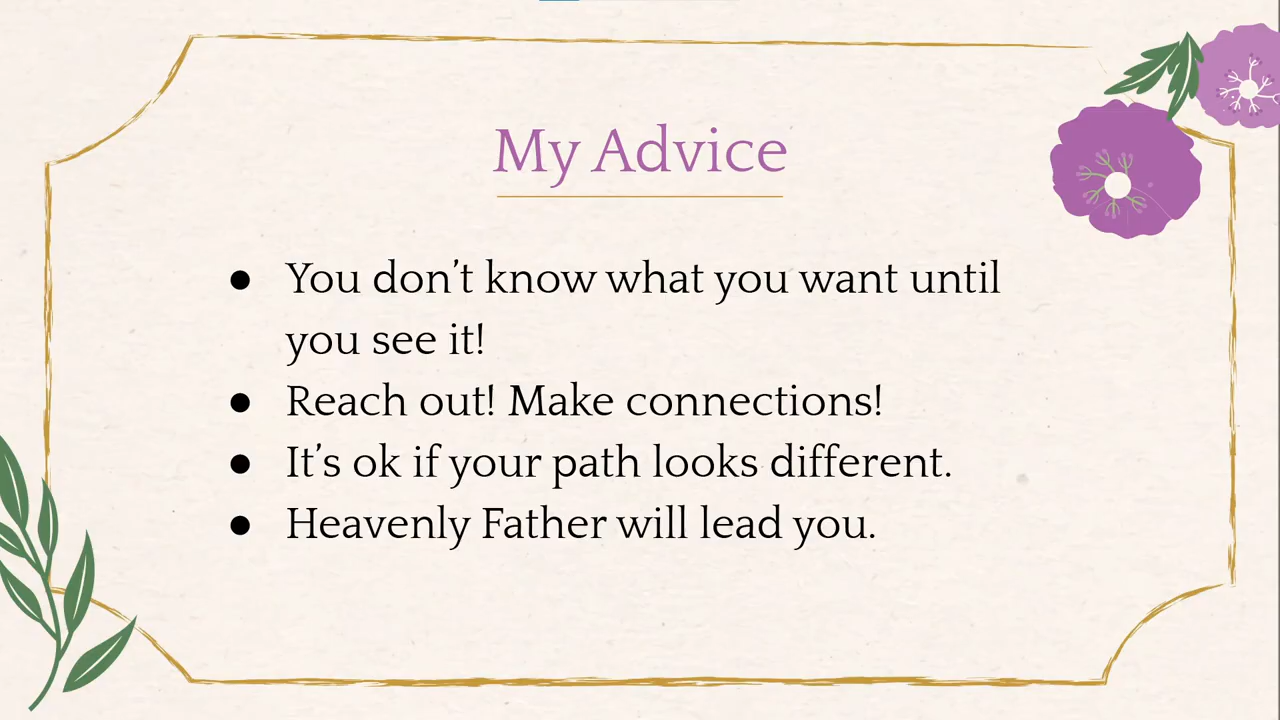 My Advice
● You don’t know what you want until
you see it!
● Reach out! Make connections!
● It’s ok if your path looks different.
● Heavenly Father will lead you.